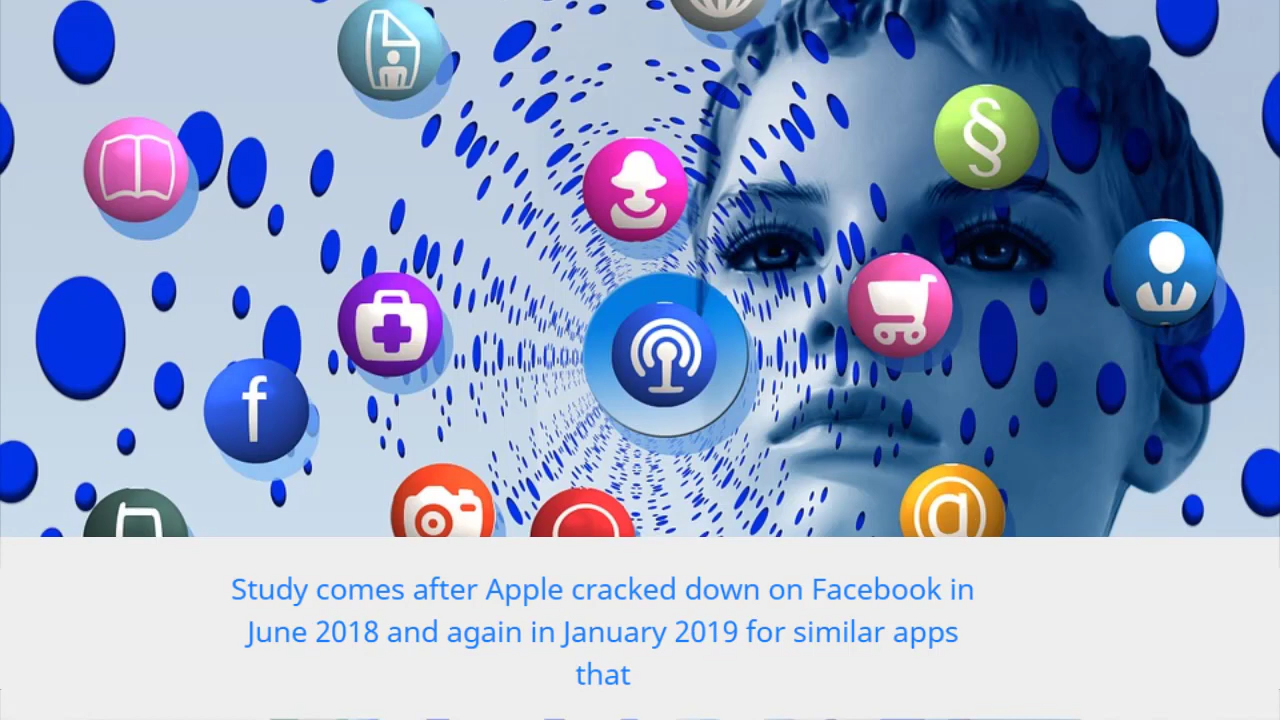 §
f
@
Study comes after Apple cracked down on Facebook in
June 2018 and again in January 2019 for similar apps
that